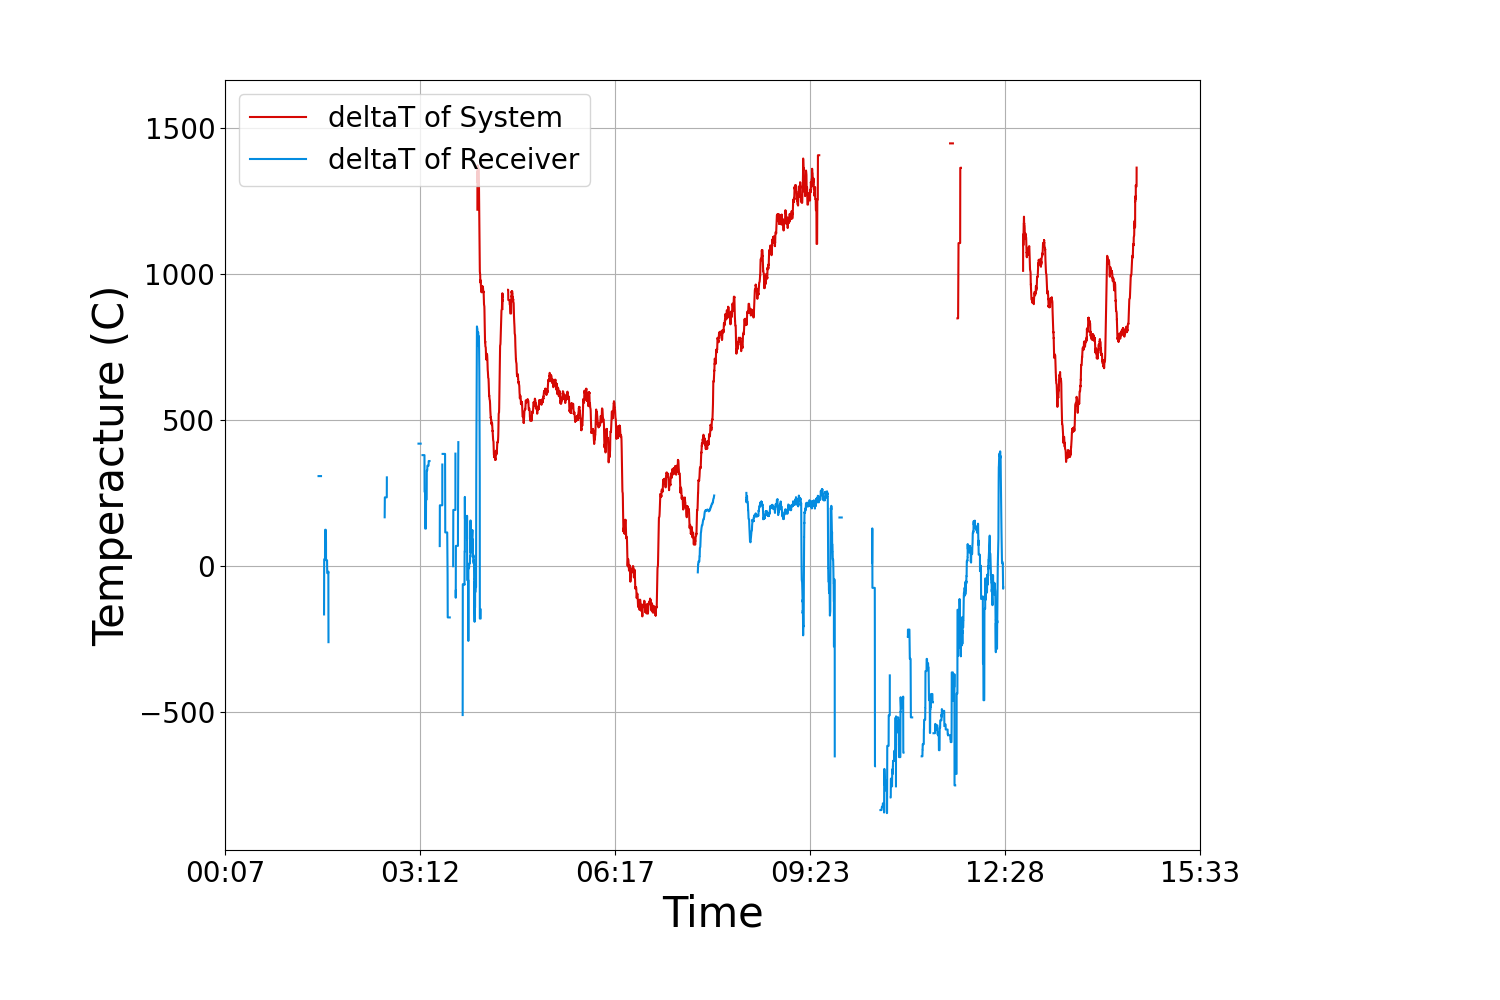 deltaT of System
deltaT of Receiver
1500
1000
500
0
−500
Temperacture (C)
00:07 03:12 06:17 09:23 12:28 15:33
Time